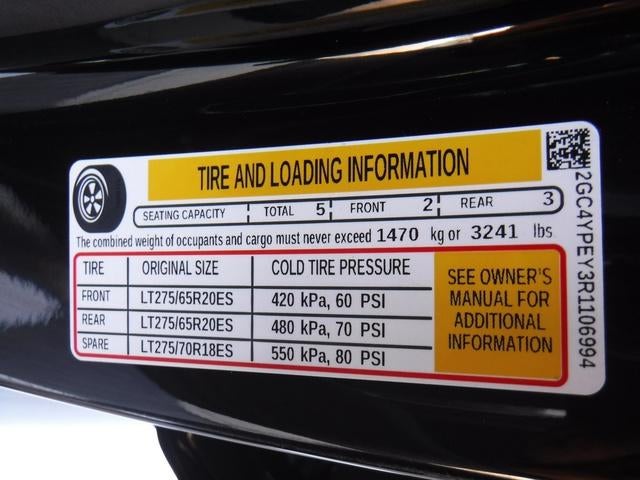 TIRE AND LOADING INFORMATION
SEATING CAPACITY TOTAL 5 FRONT 2 REAR 3
The combined weight of occupants and cargo must never exceed 1470 kg or 3241 lbs.
TIRE ORIGINAL SIZE COLD TIRE PRESSURE
FRONT LT275/65R20ES 420 kPa, 60 PSI
REAR LT275/65R20ES 480 kPa, 70 PSI
SPARE LT275/70R18ES 550 kPa, 80 PSI
SEE OWNER'S
MANUAL FOR
ADDITIONAL
INFORMATION
2GC4YPEY3R1106994